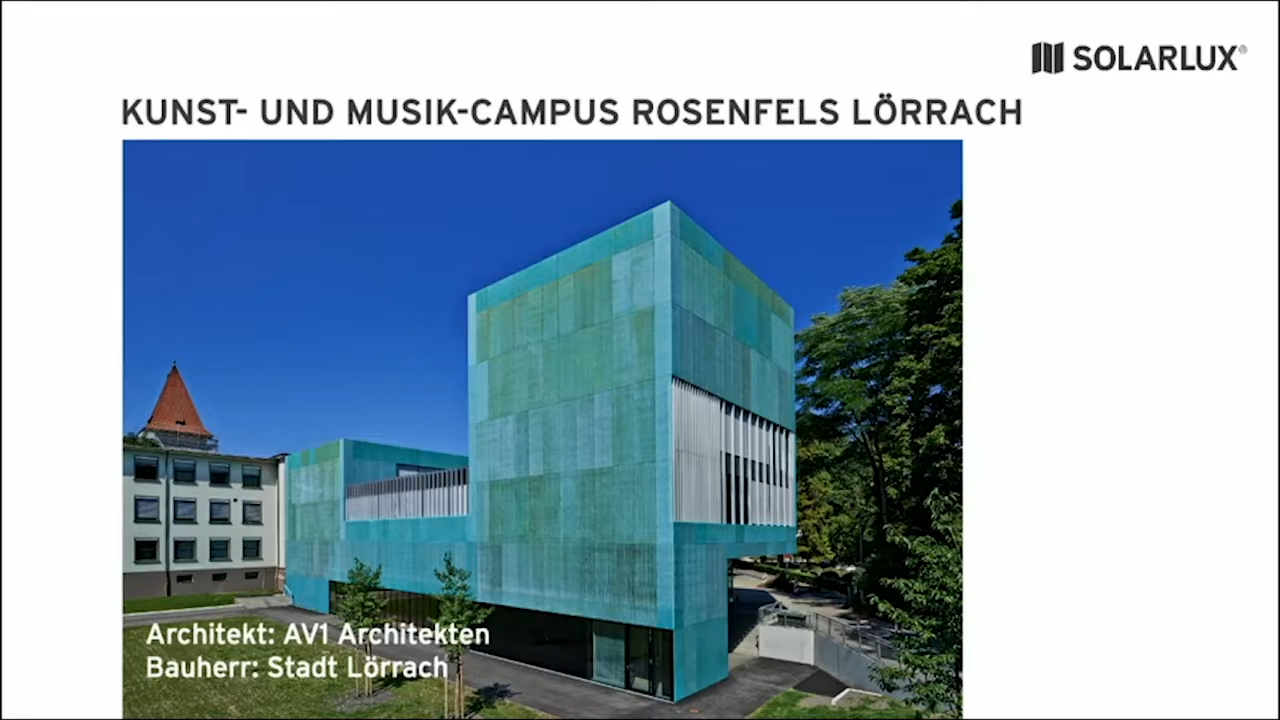 SOLARLUX®
KUNST- UND MUSIK-CAMPUS ROSENFELS LÖRRACH
Architekt: AV1 Architekten
Bauherr: Stadt Lörrach